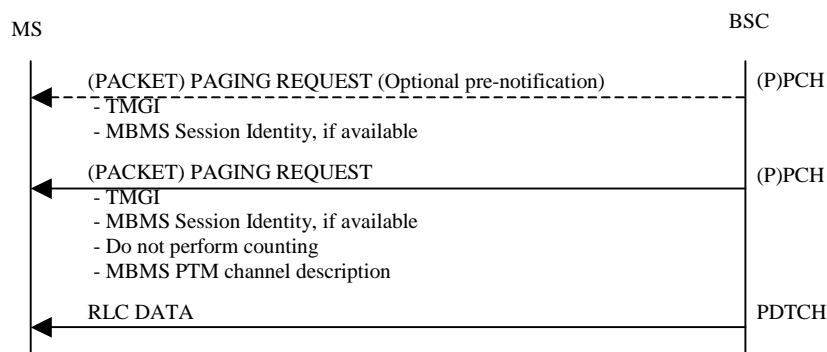 MS
BSC
(PACKET) PAGING REQUEST (Optional pre-notification)
(P)PCH
- TMGI
- MBMS Session Identity, if available
(PACKET) PAGING REQUEST
(P)PCH
- TMGI
- MBMS Session Identity, if available
- Do not perform counting
- MBMS PTM channel description
RLC DATA
PDTCH